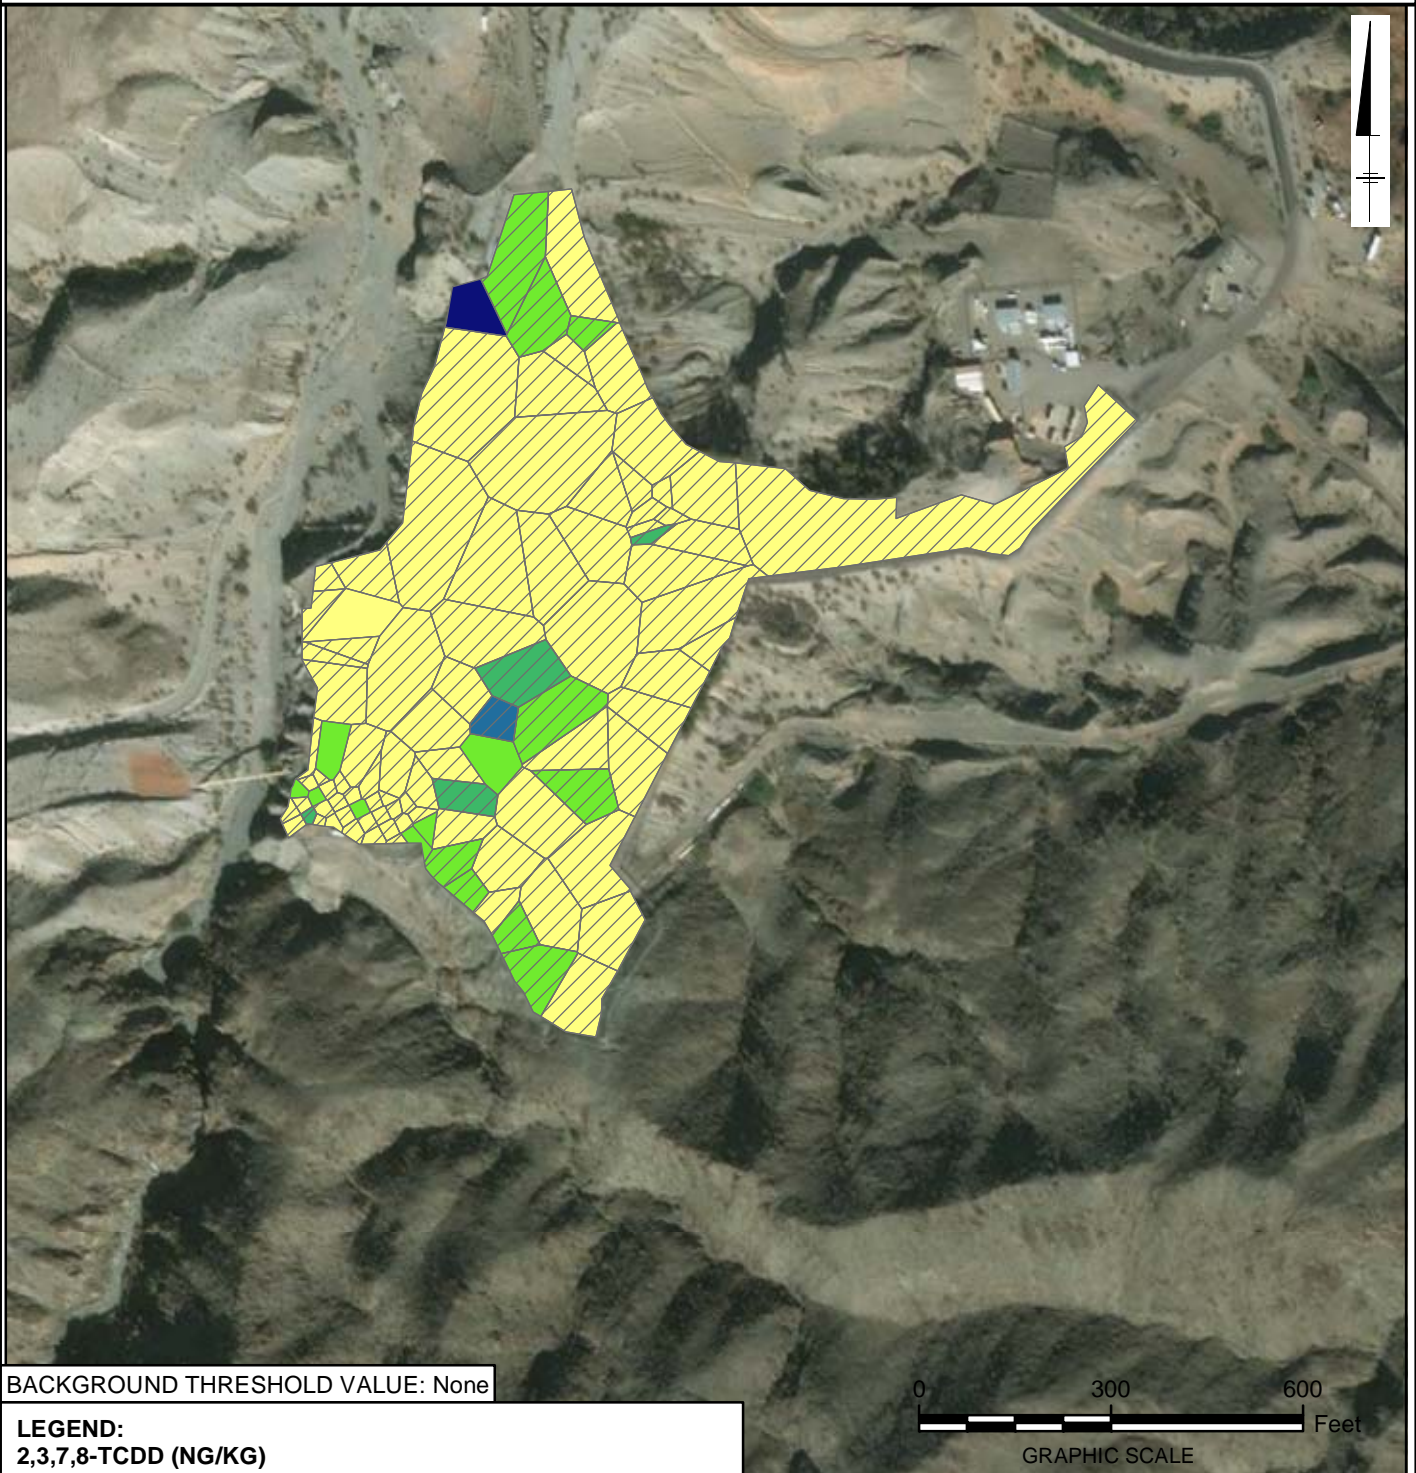 BACKGROUND THRESHOLD VALUE: None
LEGEND:
2,3,7,8-TCDD (NG/KG)
0 300 600
Feet
GRAPHIC SCALE